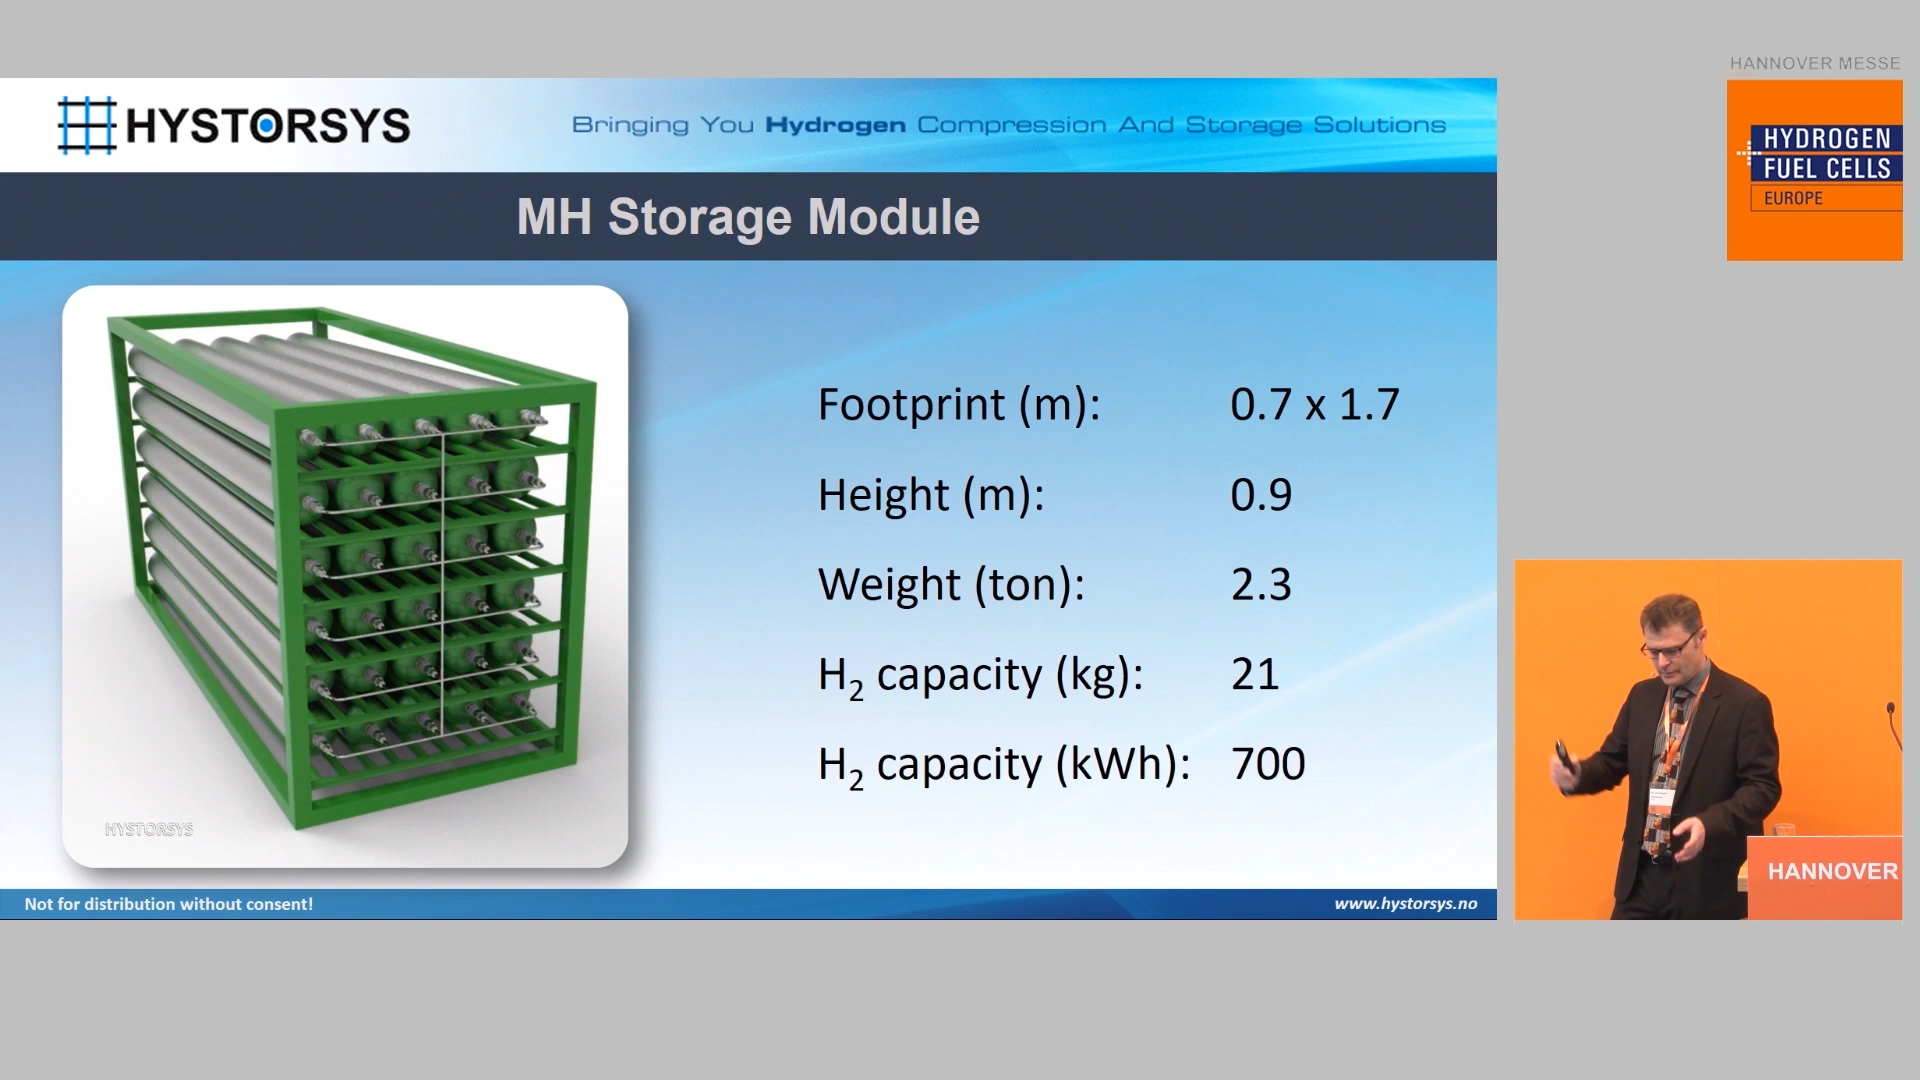 HANNOVER MESSE
HYDROGEN
FUEL CELLS
EUROPE
HYSTORSYS
Bringing You Hydrogen Compression And Storage Solutions
MH Storage Module
Footprint (m): 0.7 x 1.7
Height (m): 0.9
Weight (ton): 2.3
H₂ capacity (kg): 21
H₂ capacity (kWh): 700
HYSTORSYS
Not for distribution without consent!
www.hystorsys.no
HANNOVER